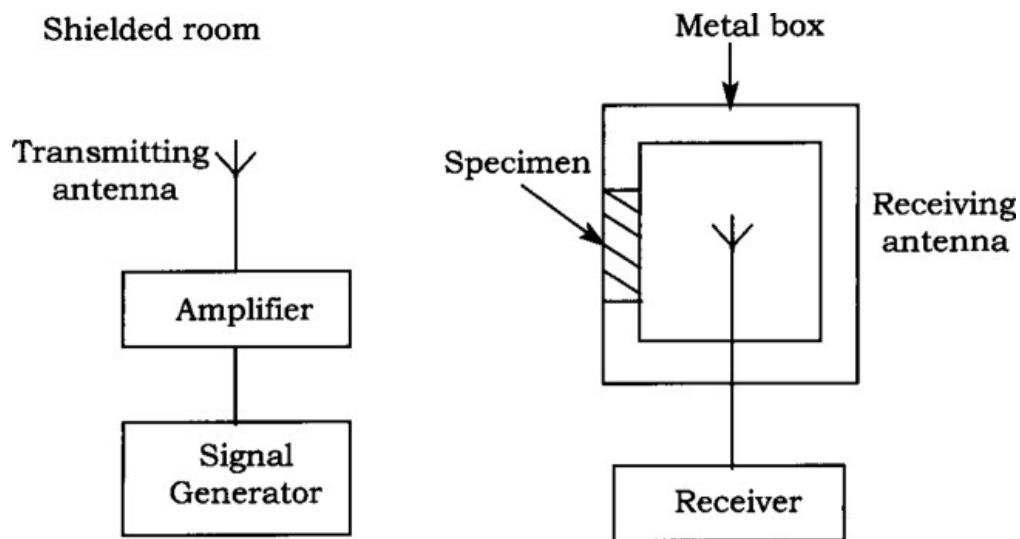 Shielded room
Metal box
Transmitting
antenna
Specimen
Receiving
antenna
Amplifier
Signal
Generator
Receiver